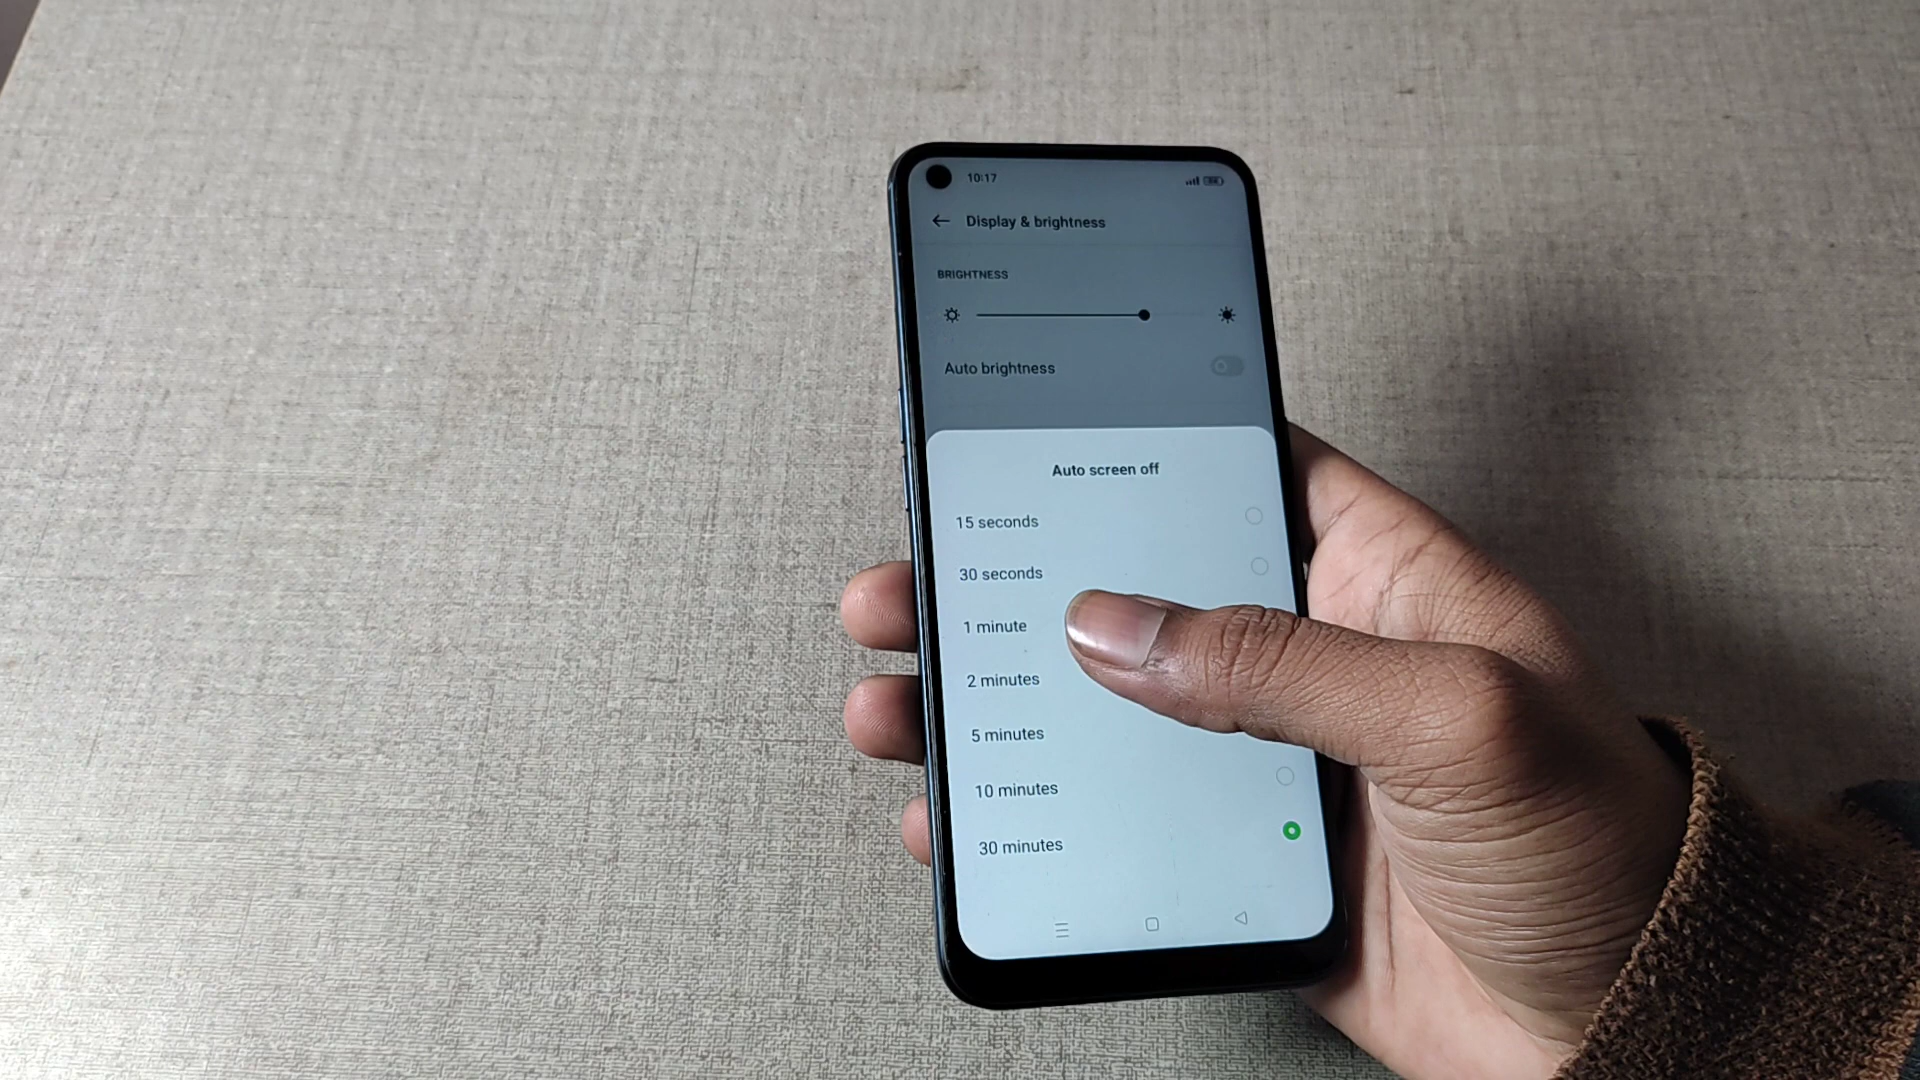 10:17
Display & brightness
BRIGHTNESS
Auto brightness
Auto screen off
15 seconds
30 seconds
1 minute
2 minutes
5 minutes
10 minutes
30 minutes